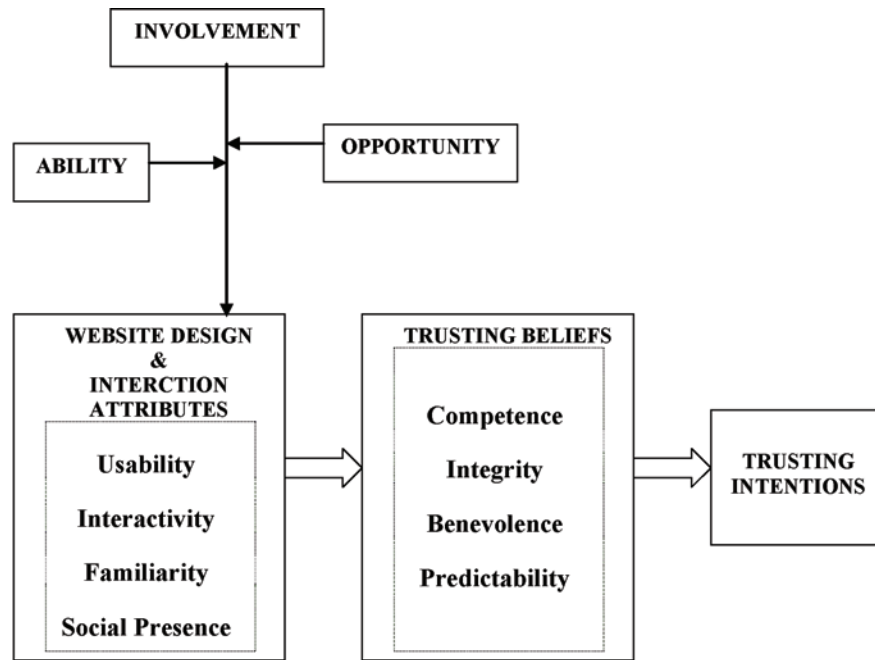 INVOLVEMENT
OPPORTUNITY
ABILITY
WEBSITE DESIGN
&
INTERCTION
ATTRIBUTES
Usability
Interactivity
Familiarity
Social Presence
TRUSTING BELIEFS
Competence
Integrity
Benevolence
Predictability
TRUSTING
INTENTIONS